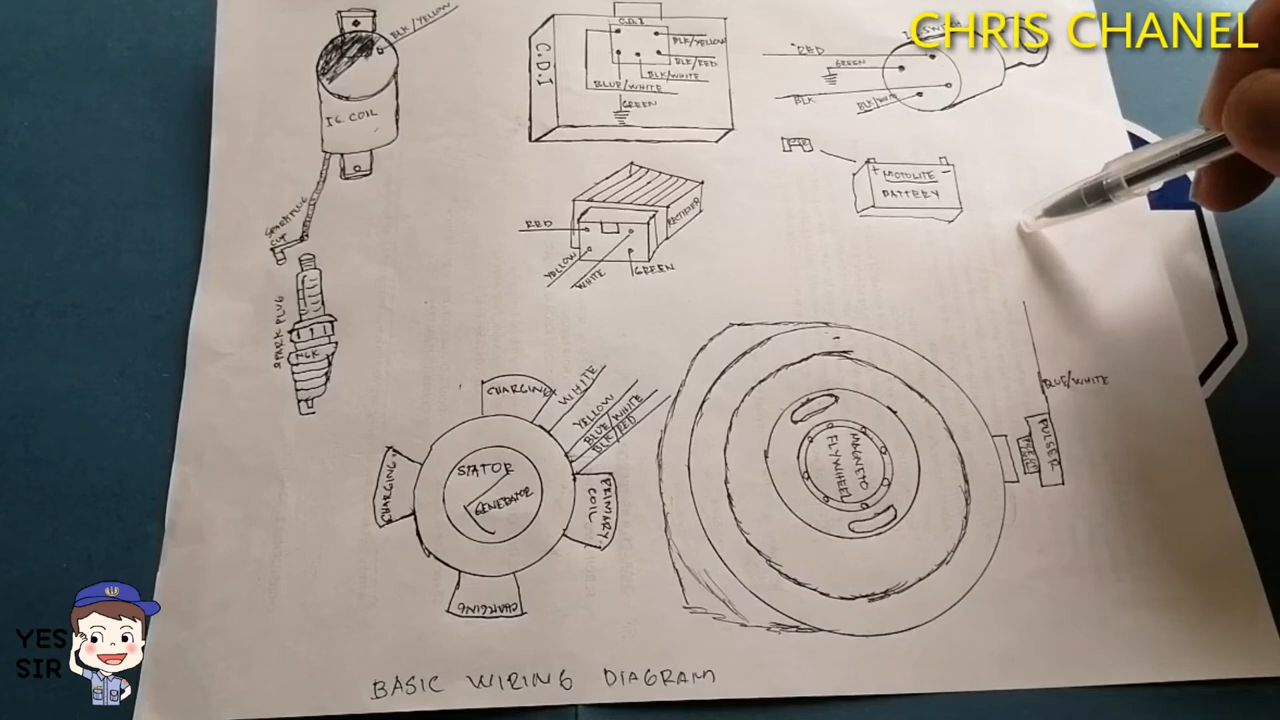 CHRIS CHANEL
BLK/YELLOW
IG. COIL
SPARK PLUG
CAP
SPARK PLUG
NGK
C.D.I
C.D.I
BLK/YELLOW
BLK/RED
BLK/WHITE
BLUE/WHITE
GREEN
RED
GREEN
BLK
BLK/WHITE
+ MOTOLITE -
BATTERY
RECTIFIER
RED
YELLOW
WHITE
GREEN
CHARGING
WHITE
YELLOW
BLUE/WHITE
BLK/RED
CHARGING
STATOR
GENERATOR
PRIMARY
COIL
CHARGING
MAGNETO
FLYWHEEL
BLUE/WHITE
PULSER
YES
SIR
BASIC WIRING DIAGRAM